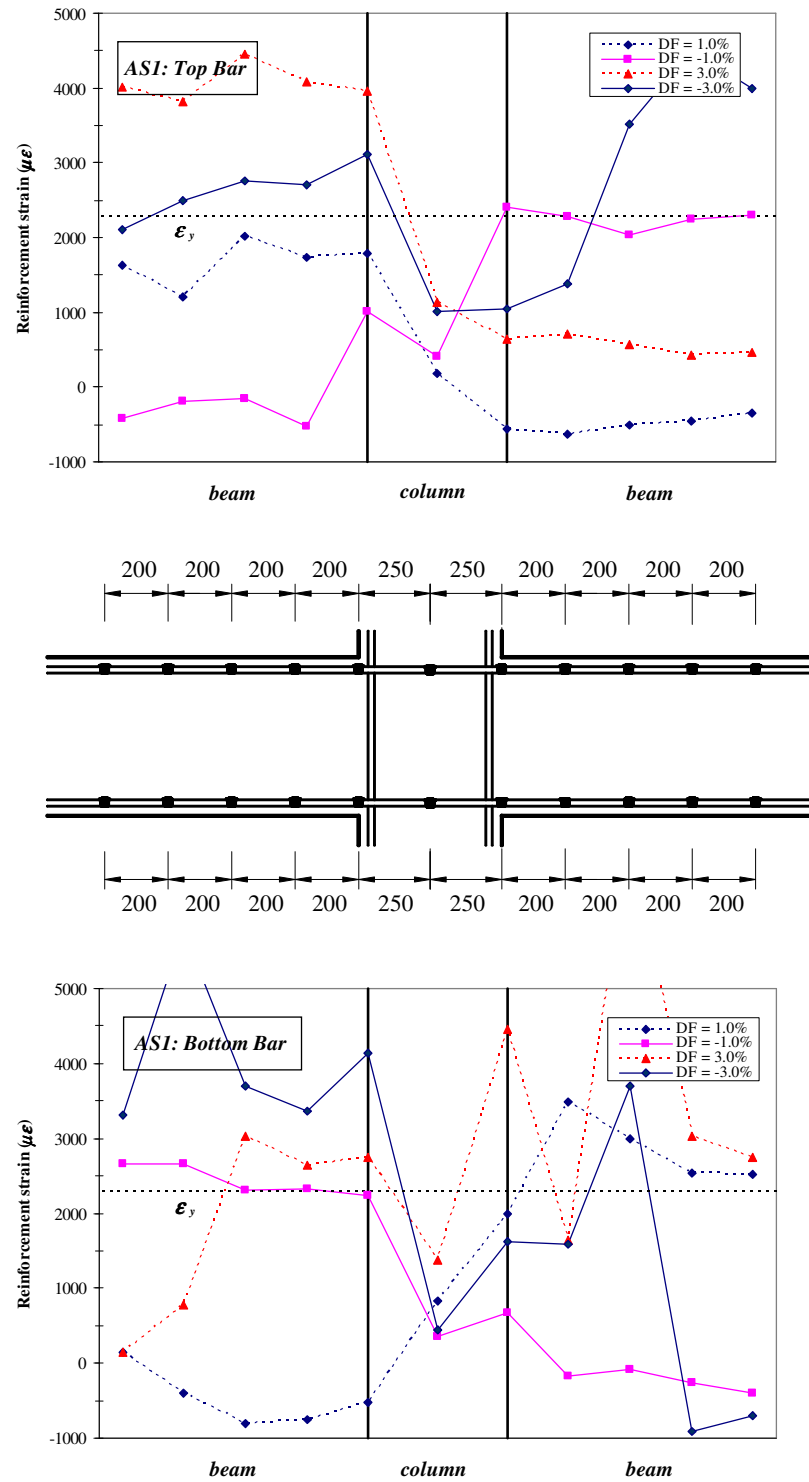 5000
4000
3000
2000
1000
0
-1000
Reinforcement strain (με)
AS1: Top Bar
DF = 1.0%
DF = -1.0%
DF = 3.0%
DF = -3.0%
ε y
beam column beam
200 200 200 200 250 250 200 200 200 200
200 200 200 200 250 250 200 200 200 200
5000
4000
3000
2000
1000
0
-1000
Reinforcement strain (με)
AS1: Bottom Bar
DF = 1.0%
DF = -1.0%
DF = 3.0%
DF = -3.0%
ε y
beam column beam